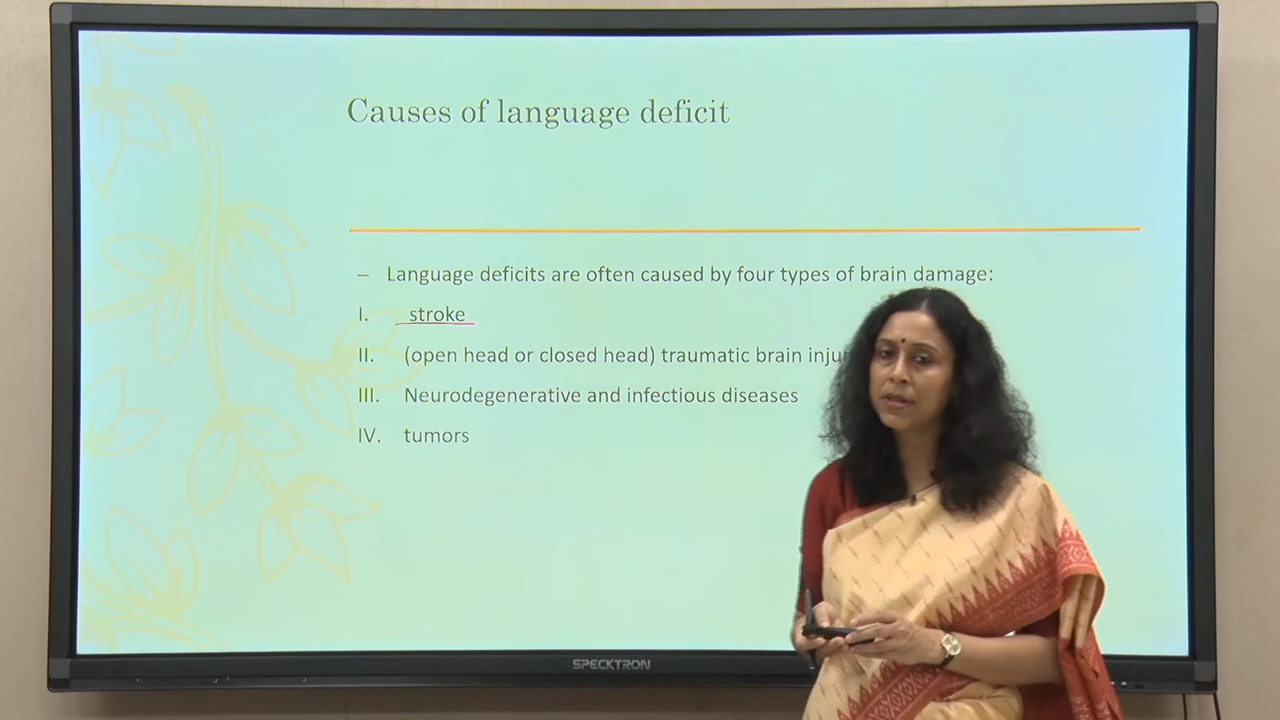 Causes of language deficit
– Language deficits are often caused by four types of brain damage:
I. stroke
II. (open head or closed head) traumatic brain
III. Neurodegenerative and infectious diseases
IV. tumors
SPECKTRON